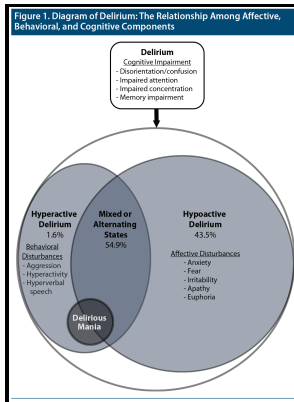 Figure 1. Diagram of Delirium: The Relationship Among Affective,
Behavioral, and Cognitive Components
Delirium
Cognitive Impairment
- Disorientation/confusion
- Impaired attention
- Impaired concentration
- Memory impairment
Hyperactive
Delirium
1.6%
Behavioral
Disturbances
- Aggression
- Hyperactivity
- Hyperverbal
speech
Mixed or
Alternating
States
54.9%
Hypoactive
Delirium
43.5%
Affective Disturbances
- Anxiety
- Fear
- Irritability
- Apathy
- Euphoria
Delirious
Mania